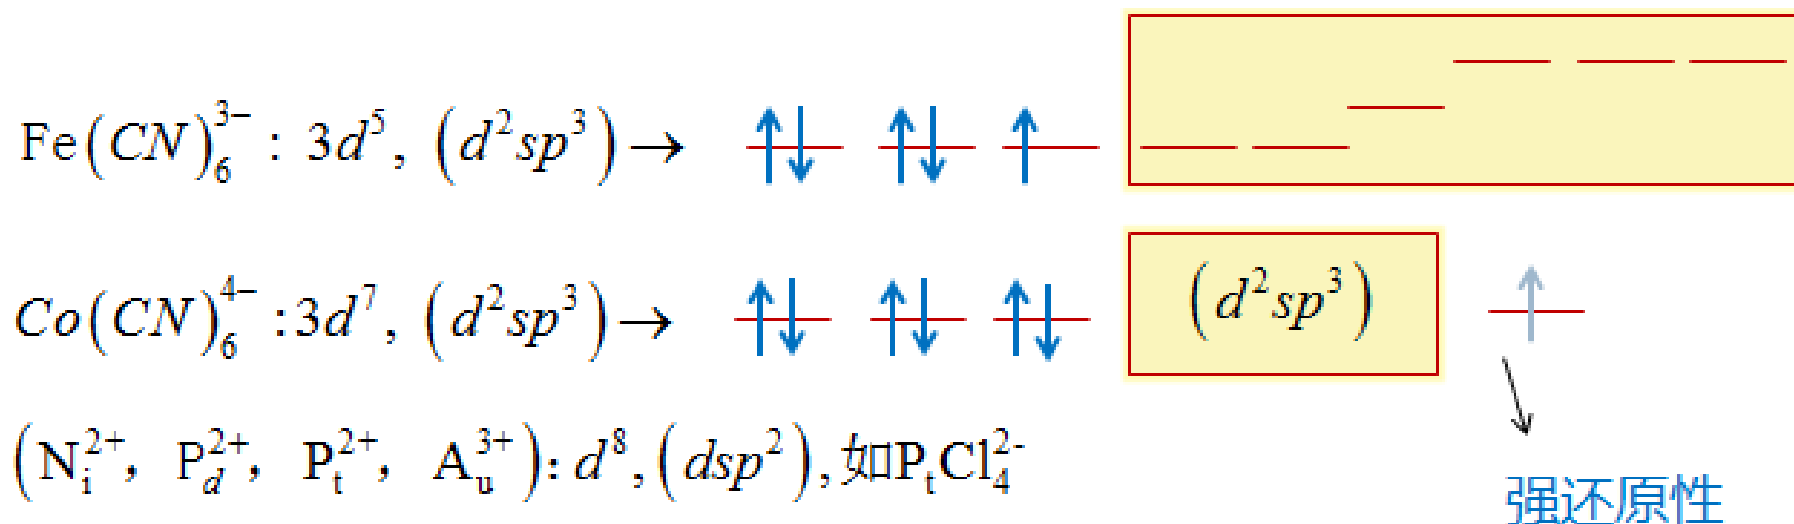 Fe(CN)₆³⁻ : 3d⁵, (d²sp³)→
Co(CN)₆⁴⁻ :3d⁷, (d²sp³)→ (d²sp³)
(Nᵢ²⁺, P_d²⁺, Pₜ²⁺, Aᵤ³⁺): d⁸, (dsp²), 如PₜCl₄²⁻
强还原性